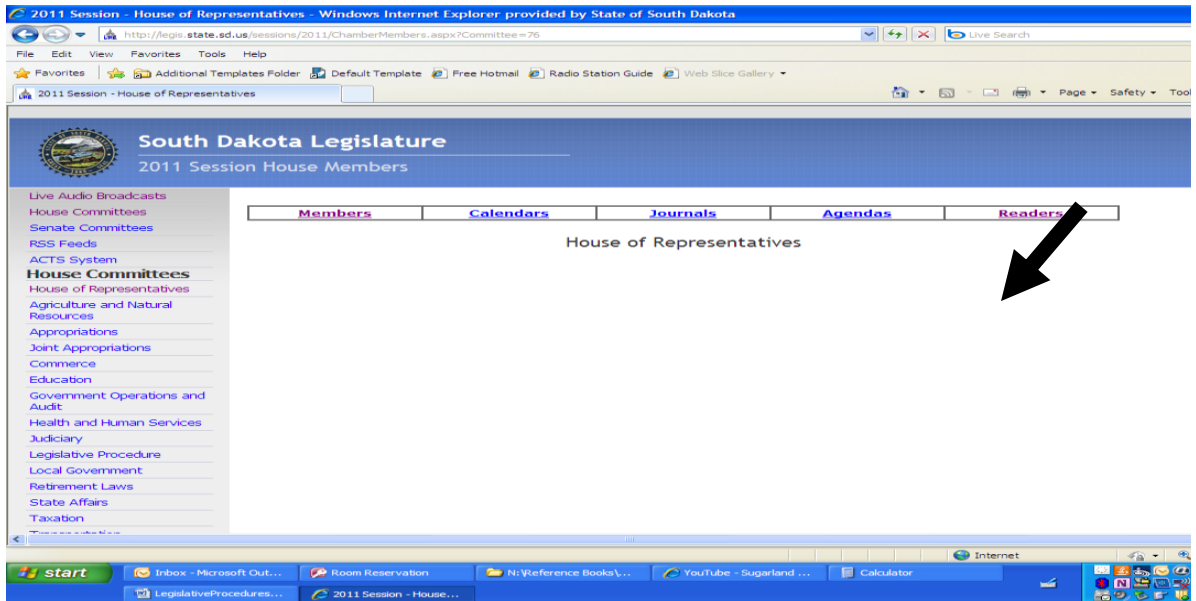 2011 Session - House of Representatives - Windows Internet Explorer provided by State of South Dakota
http://legis.state.sd.us/sessions/2011/ChamberMembers.aspx?Committee=76
Live Search
File Edit View Favorites Tools Help
Favorites Additional Templates Folder Default Template Free Hotmail Radio Station Guide Web Slice Gallery
2011 Session - House of Representatives
Page Safety Tool
South Dakota Legislature
2011 Session House Members
Live Audio Broadcasts
House Committees
Senate Committees
RSS Feeds
ACTS System
House Committees
House of Representatives
Agriculture and Natural
Resources
Appropriations
Joint Appropriations
Commerce
Education
Government Operations and
Audit
Health and Human Services
Judiciary
Legislative Procedure
Local Government
Retirement Laws
State Affairs
Taxation
Members Calendars Journals Agendas Readers
House of Representatives
Internet
start Inbox - Microsoft Out... Room Reservation N:\Reference Books\... YouTube - Sugarland ... Calculator
LegislativeProcedures... 2011 Session - House...